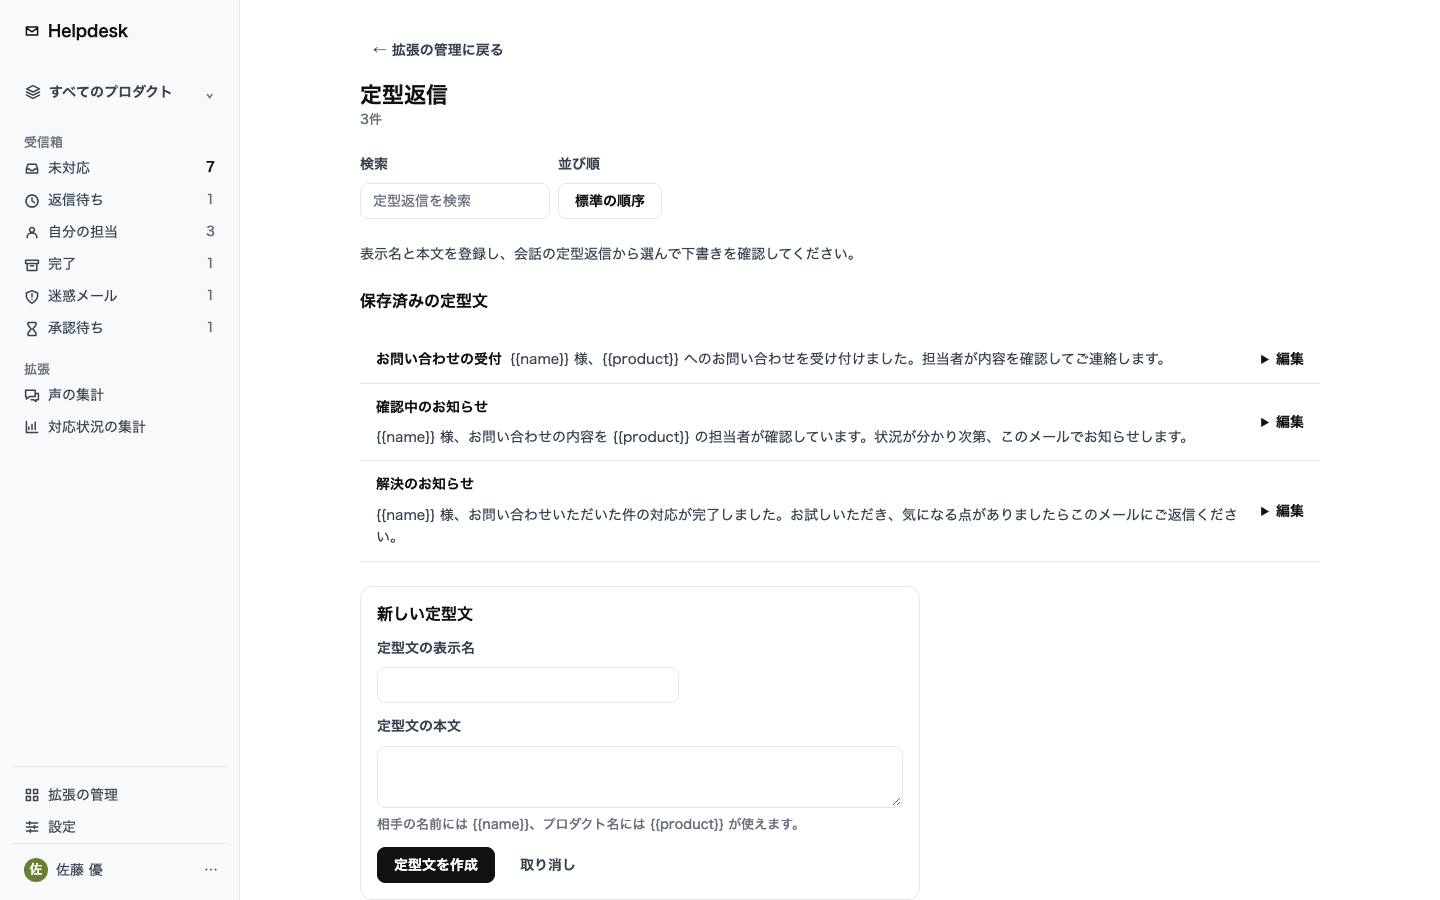 Helpdesk
すべてのプロダクト
受信箱
未対応 7
返信待ち 1
自分の担当 3
完了 1
迷惑メール 1
承認待ち 1
拡張
声の集計
対応状況の集計
拡張の管理
設定
佐 佐藤 優 …
← 拡張の管理に戻る
定型返信
3件
検索 並び順
定型返信を検索 標準の順序
表示名と本文を登録し、会話の定型返信から選んで下書きを確認してください。
保存済みの定型文
お問い合わせの受付 {{name}} 様、{{product}} へのお問い合わせを受け付けました。担当者が内容を確認してご連絡します。 ▶ 編集
確認中のお知らせ
{{name}} 様、お問い合わせの内容を {{product}} の担当者が確認しています。状況が分かり次第、このメールでお知らせします。
▶ 編集
解決のお知らせ
{{name}} 様、お問い合わせいただいた件の対応が完了しました。お試しいただき、気になる点がありましたらこのメールにご返信くださ
い。
▶ 編集
新しい定型文
定型文の表示名
定型文の本文
相手の名前には {{name}}、プロダクト名には {{product}} が使えます。
定型文を作成 取り消し